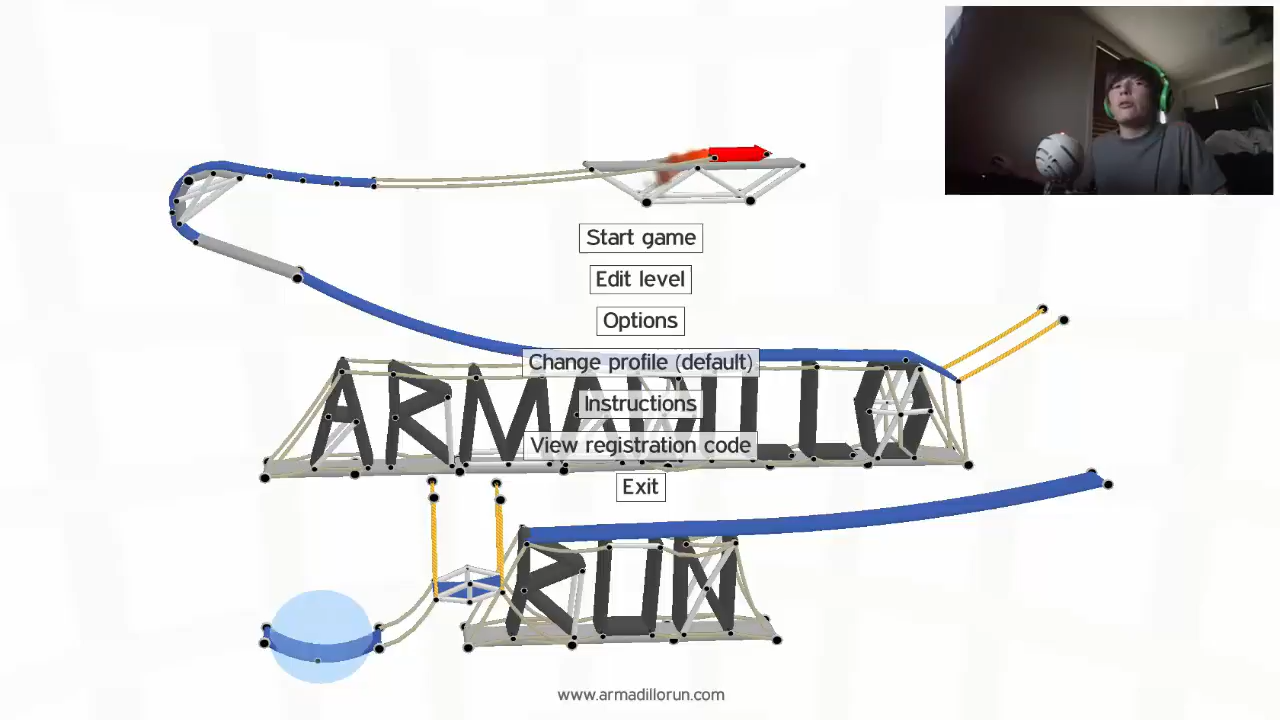 Start game
Edit level
Options
Change profile (default)
ARMADILLO
Instructions
View registration code
Exit
RUN
www.armadillorun.com